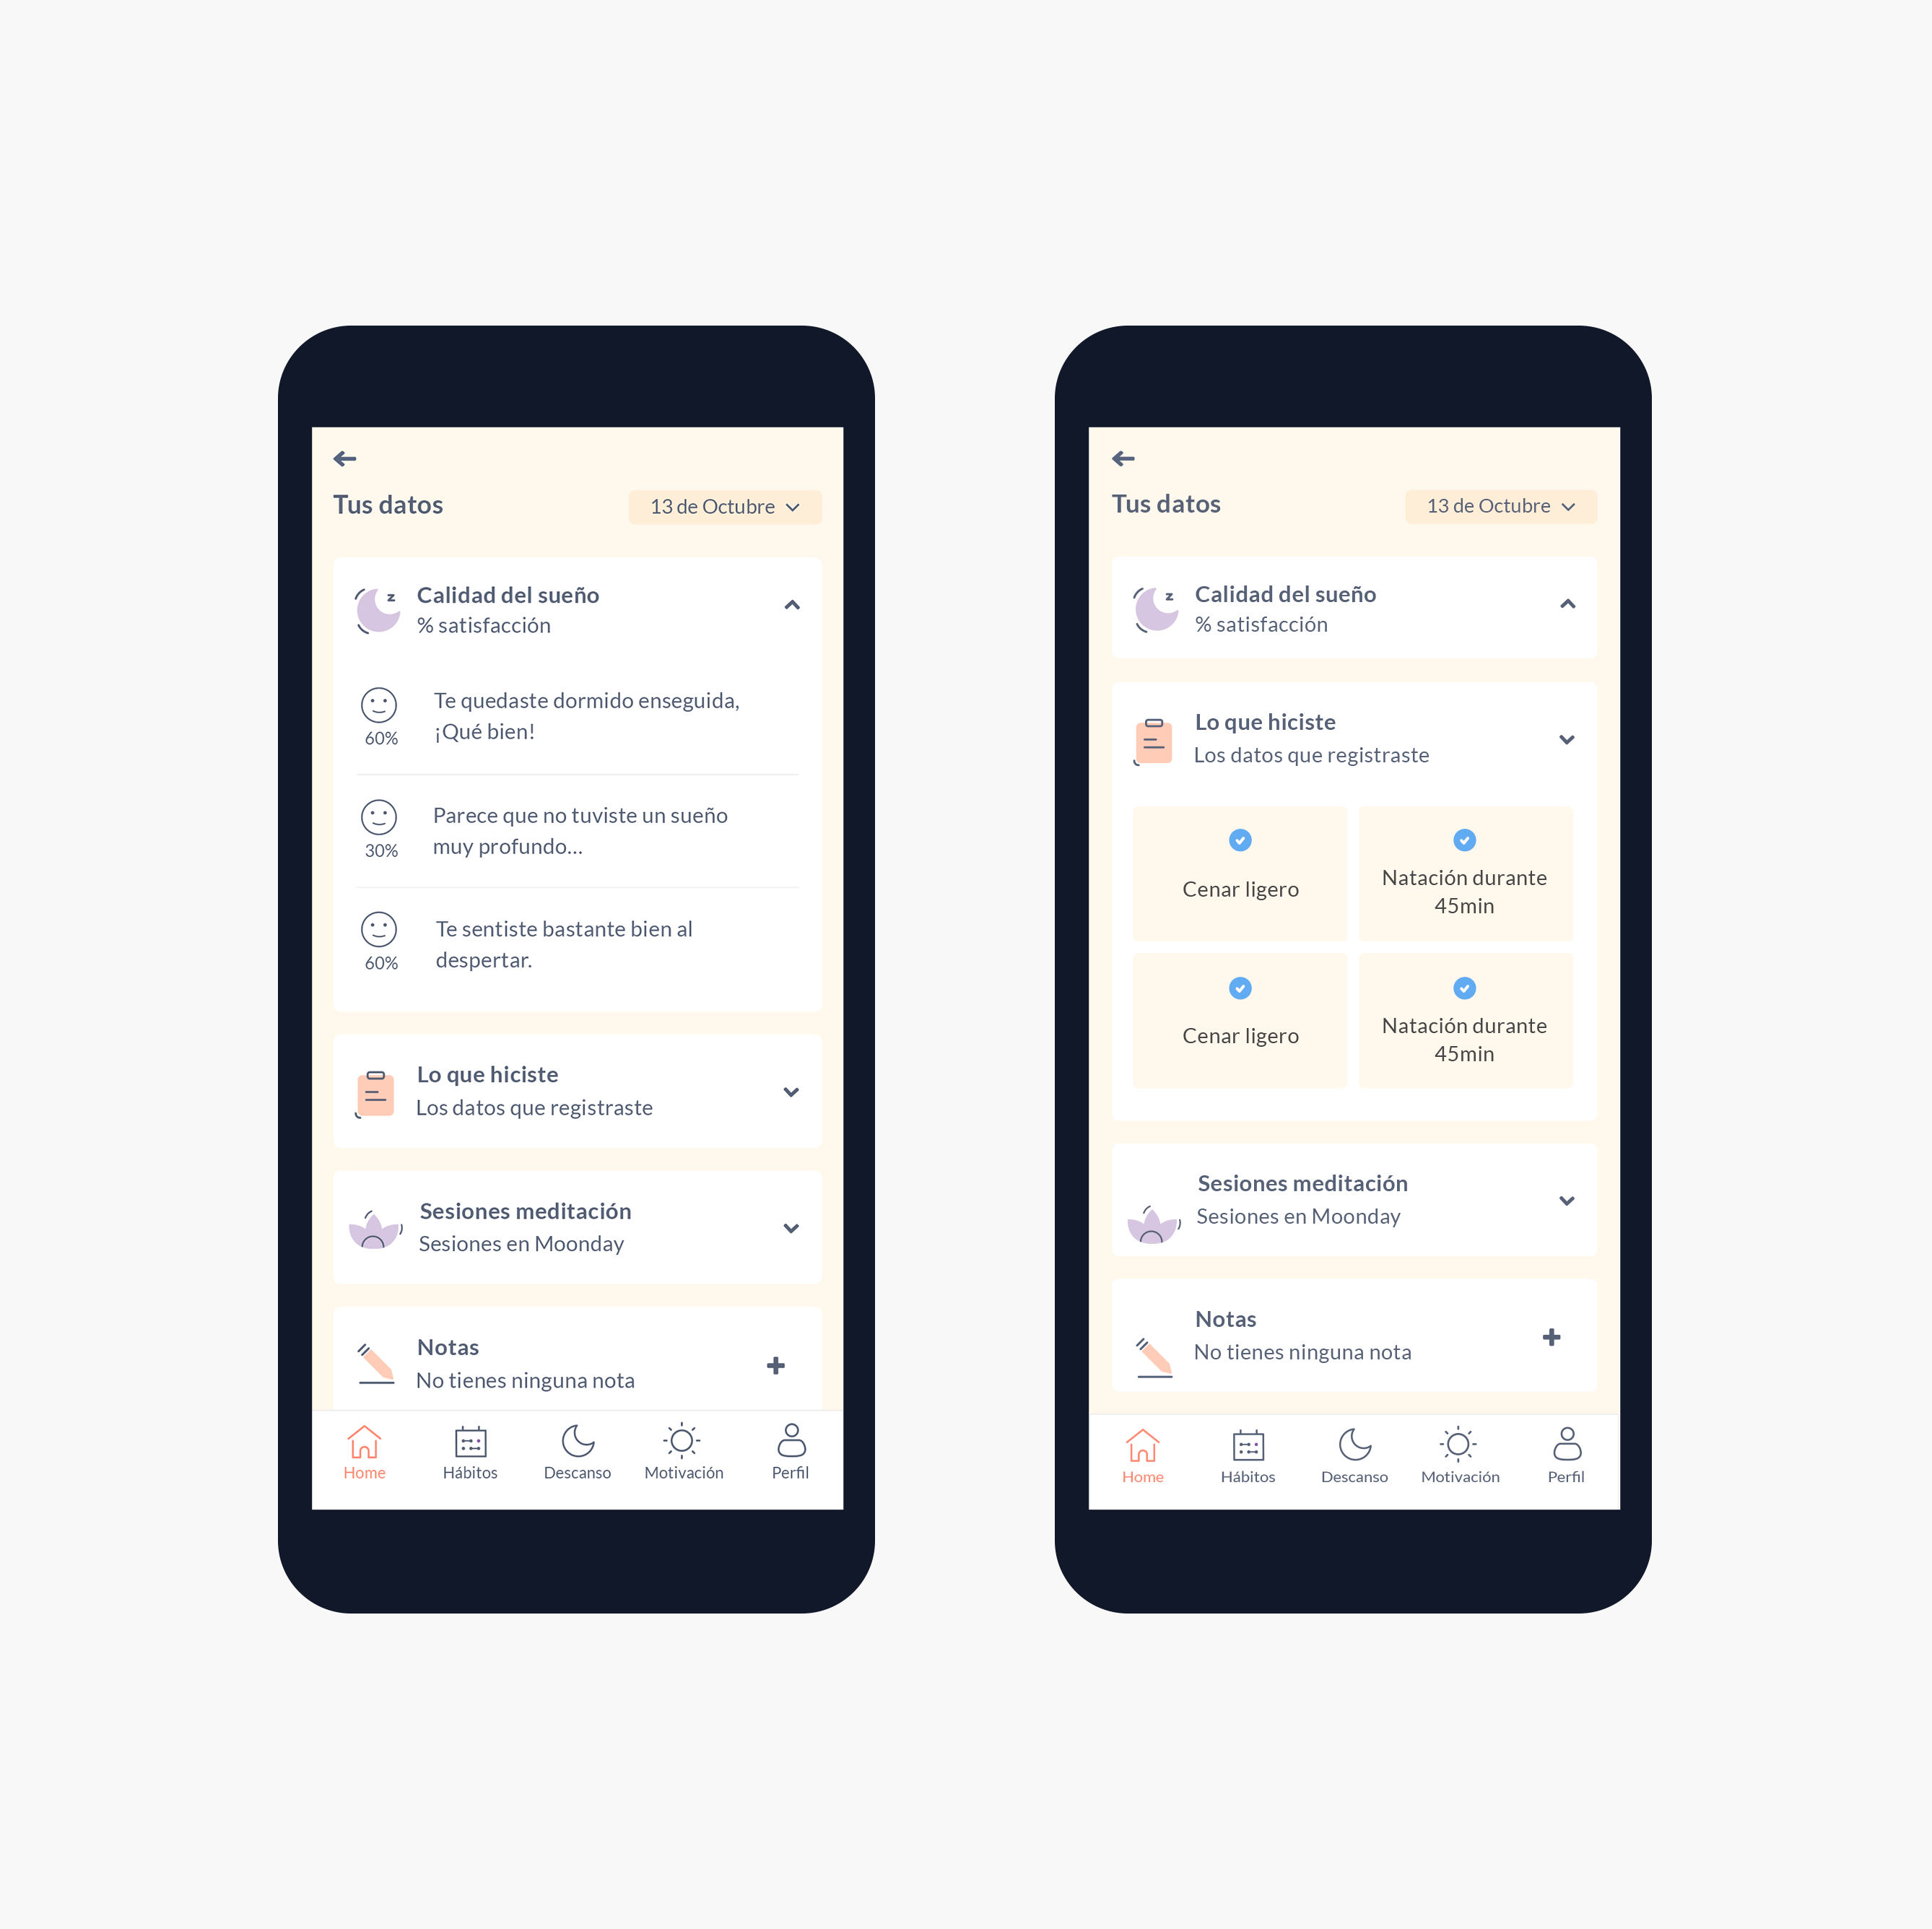 Tus datos
13 de Octubre
Calidad del sueño
% satisfacción
Te quedaste dormido enseguida,
¡Qué bien!
60%
Parece que no tuviste un sueño
muy profundo...
30%
Te sentiste bastante bien al
despertar.
60%
Lo que hiciste
Los datos que registraste
Sesiones meditación
Sesiones en Moonday
Notas
No tienes ninguna nota
Home
Hábitos
Descanso
Motivación
Perfil
Tus datos
13 de Octubre
Calidad del sueño
% satisfacción
Lo que hiciste
Los datos que registraste
Cenar ligero
Natación durante
45min
Cenar ligero
Natación durante
45min
Sesiones meditación
Sesiones en Moonday
Notas
No tienes ninguna nota
Home
Hábitos
Descanso
Motivación
Perfil